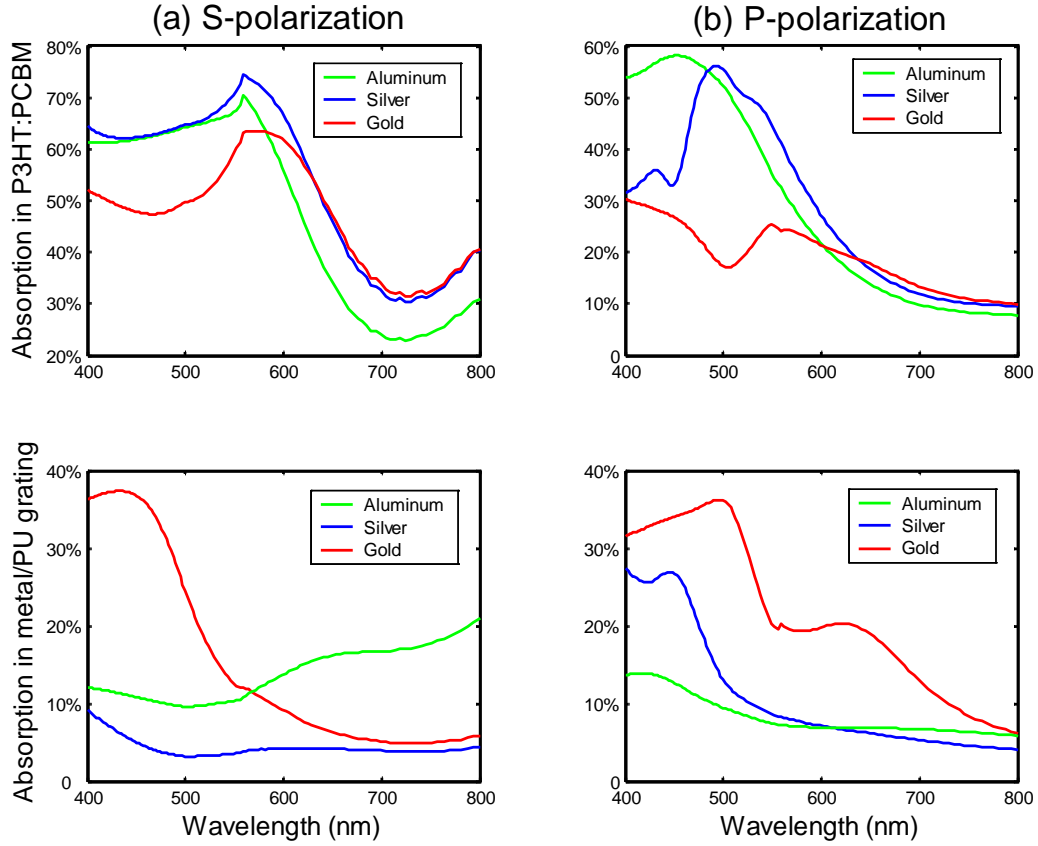 (a) S-polarization
(b) P-polarization
Absorption in P3HT:PCBM
80%
70%
60%
50%
40%
30%
20%
400
500
600
700
800
Aluminum
Silver
Gold
60%
50%
40%
30%
20%
10%
0
400
500
600
700
800
Aluminum
Silver
Gold
Absorption in metal/PU grating
40%
30%
20%
10%
0
400
500
600
700
800
Aluminum
Silver
Gold
Wavelength (nm)
40%
30%
20%
10%
0
400
500
600
700
800
Aluminum
Silver
Gold
Wavelength (nm)